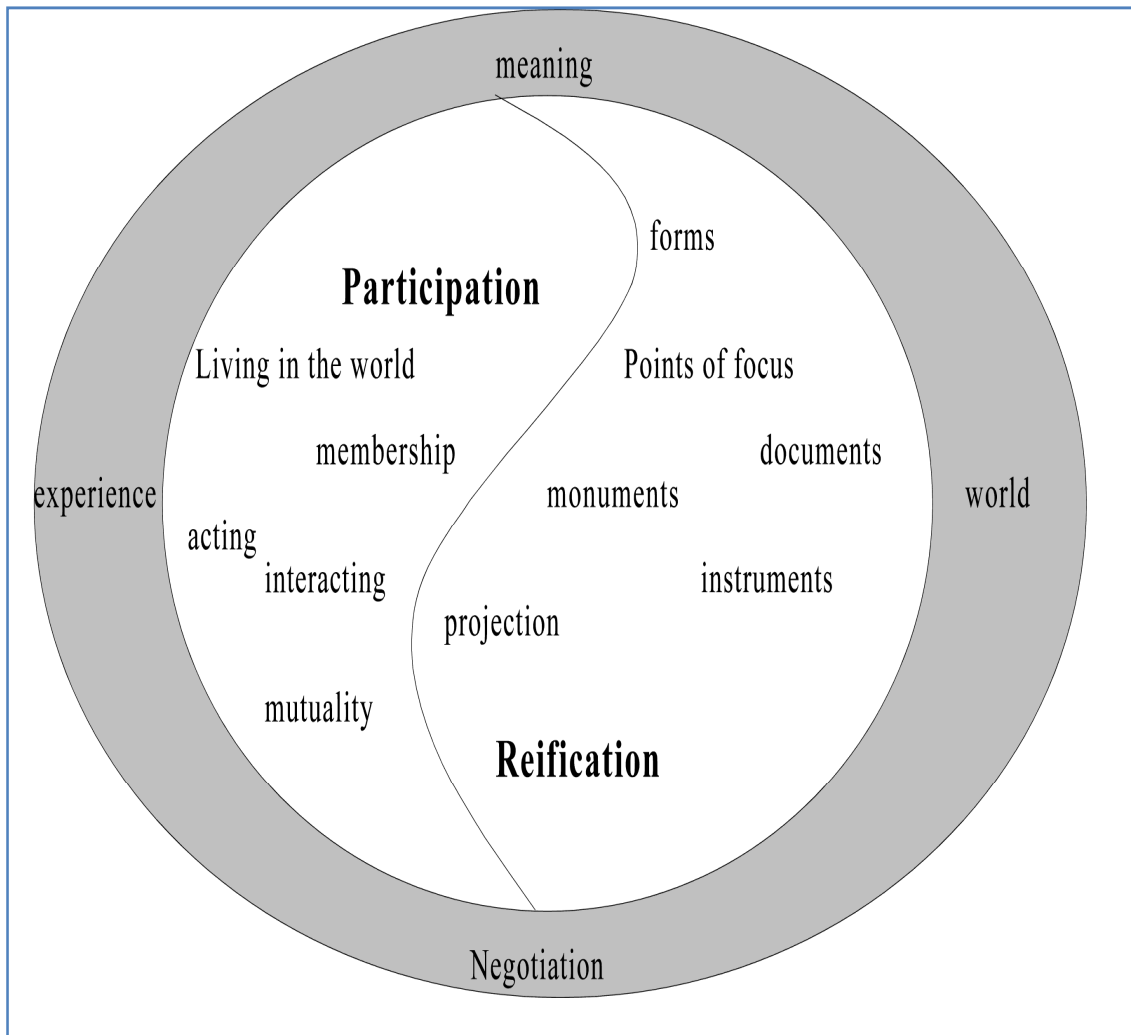 meaning
forms
Participation
Living in the world
Points of focus
membership
documents
experience
monuments
world
acting
interacting
instruments
projection
mutuality
Reification
Negotiation